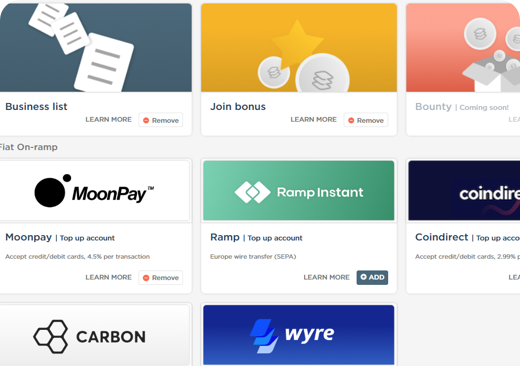 Business list
LEARN MORE Remove
Join bonus
LEARN MORE Remove
Bounty | Coming soon!
Fiat On-ramp
MoonPay™
Moonpay | Top up account
Accept credit/debit cards, 4.5% per transaction
LEARN MORE Remove
Ramp Instant
Ramp | Top up account
Europe wire transfer (SEPA)
LEARN MORE ADD
coindire
Coindirect | Top up acco
Accept credit/debit cards, 2.99% p
CARBON
wyre